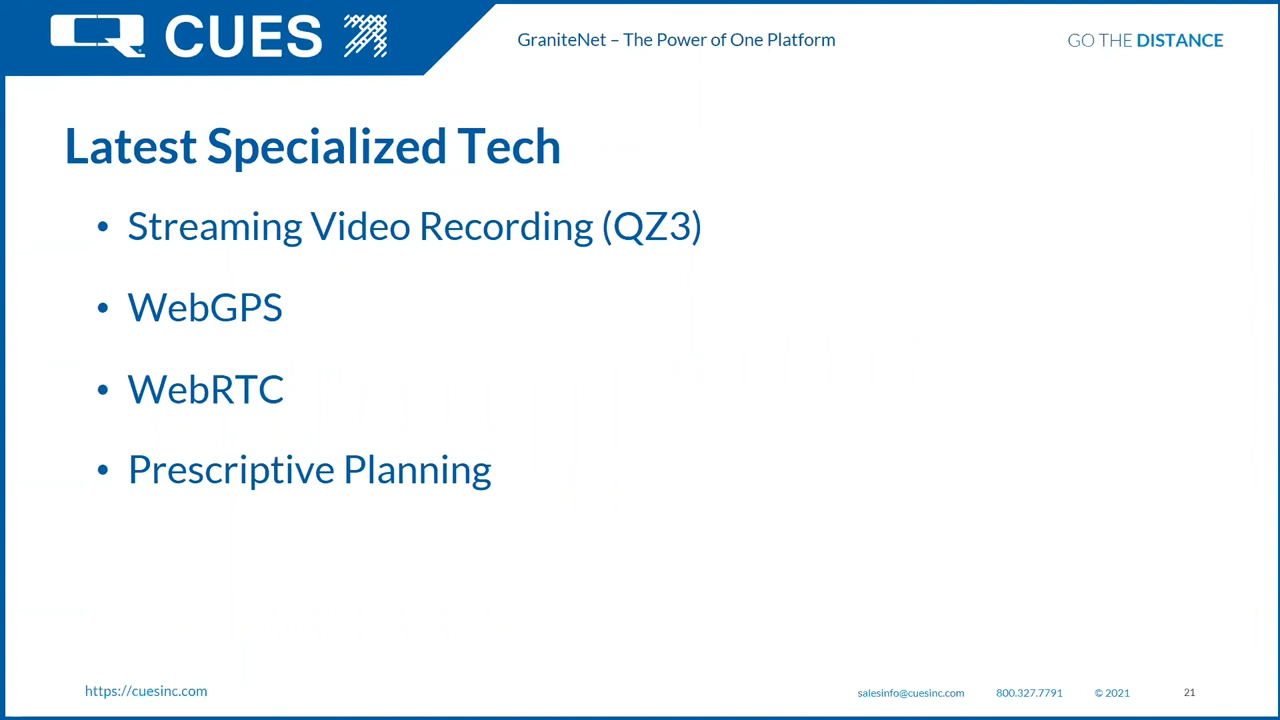 CUES
GraniteNet – The Power of One Platform
GO THE DISTANCE
Latest Specialized Tech
• Streaming Video Recording (QZ3)
• WebGPS
• WebRTC
• Prescriptive Planning
https://cuesinc.com
salesinfo@cuesinc.com 800.327.7791 © 2021 21